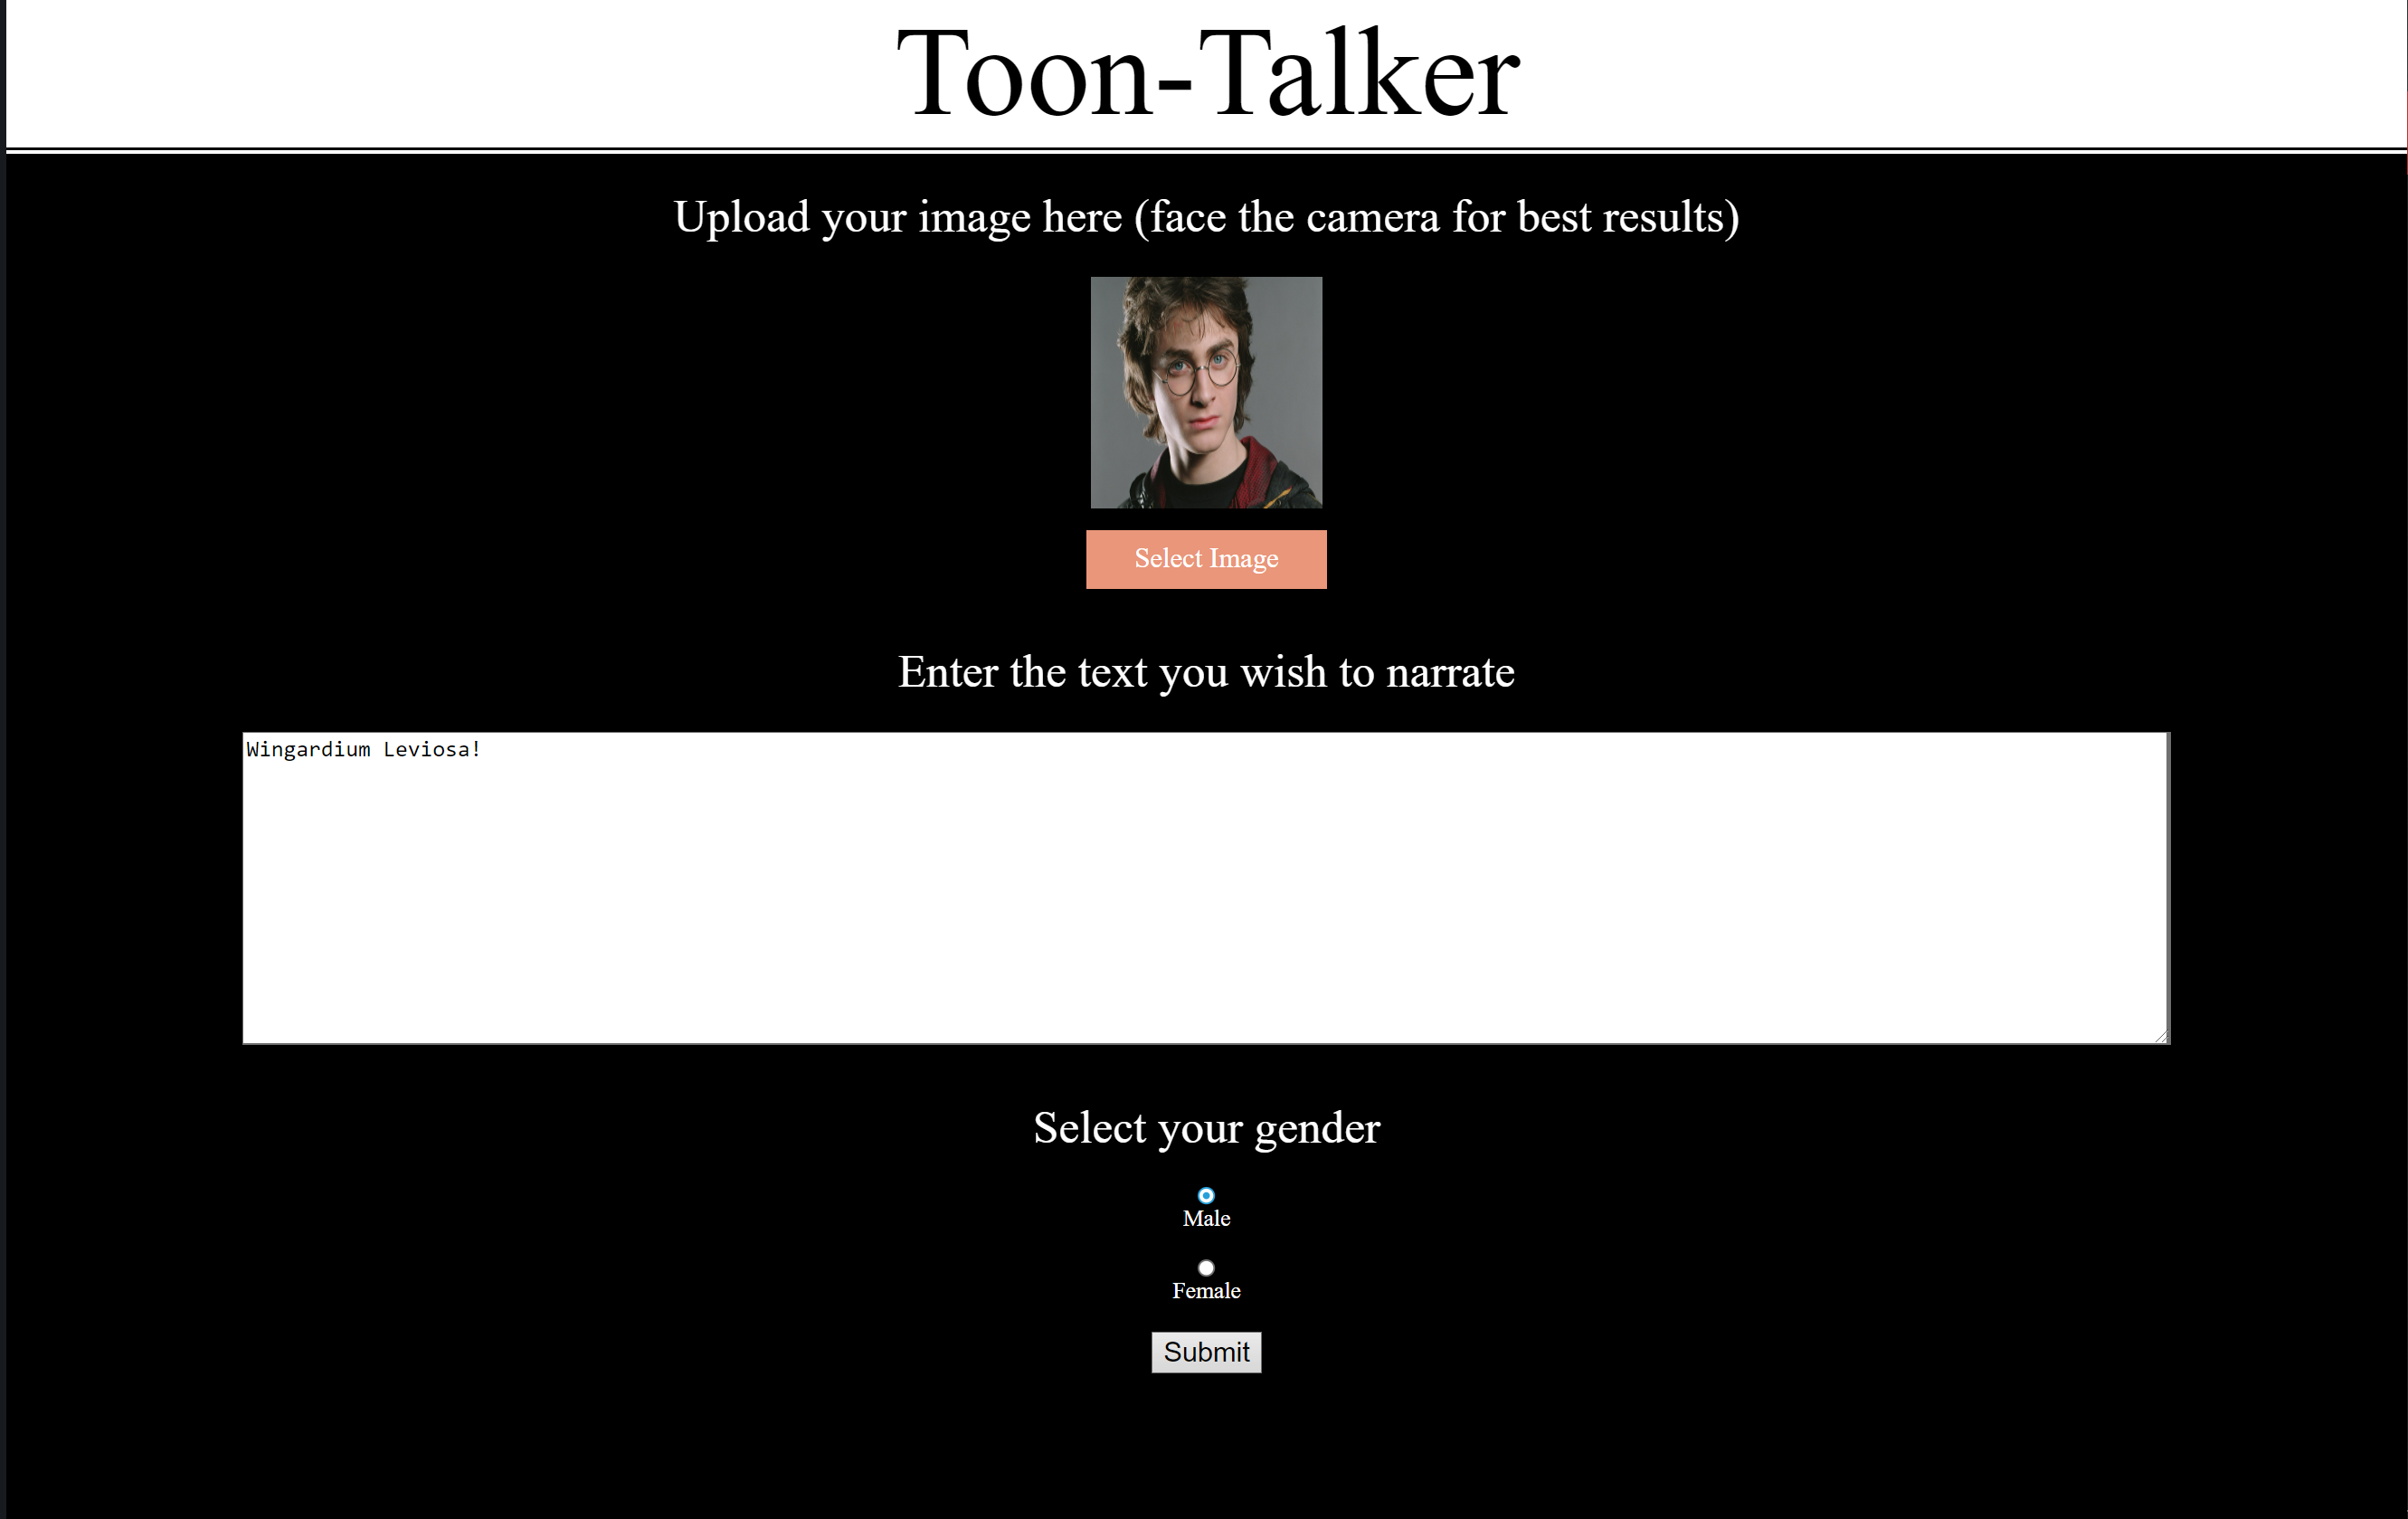 Toon-Talker
Upload your image here (face the camera for best results)
Select Image
Enter the text you wish to narrate
Wingardium Leviosa!
Select your gender
Male
Female
Submit